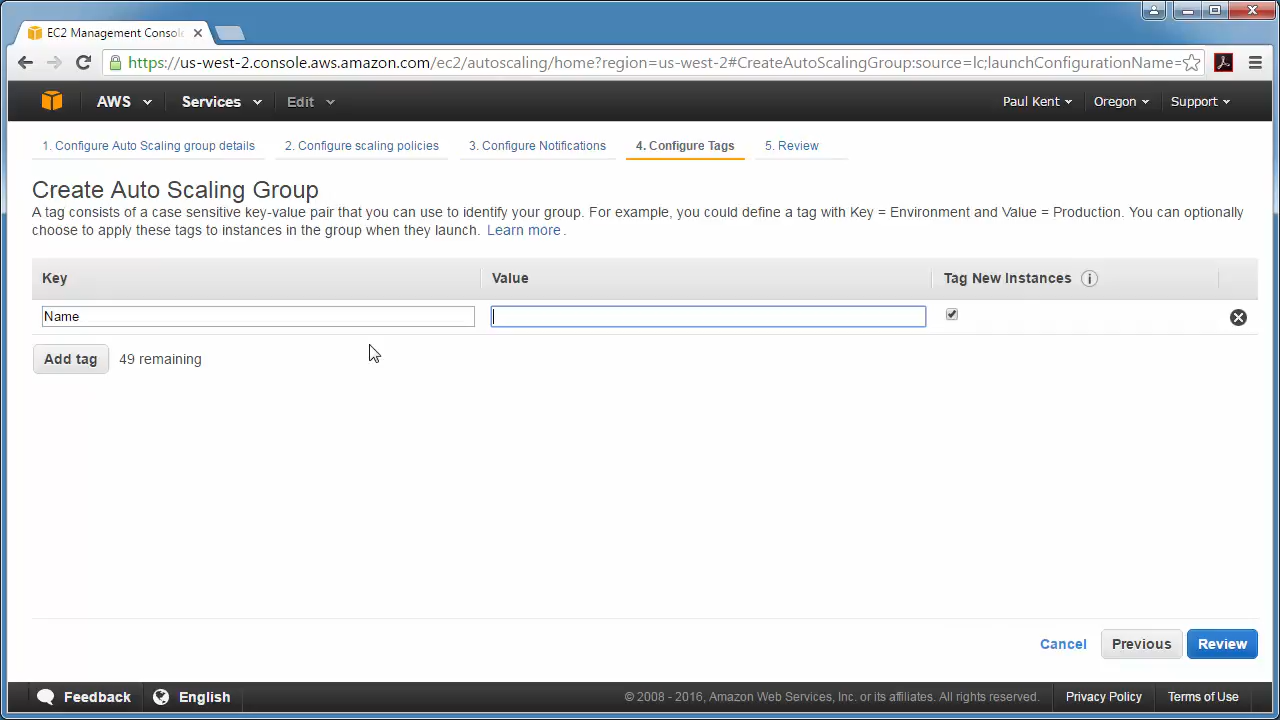 EC2 Management Consol
https://us-west-2.console.aws.amazon.com/ec2/autoscaling/home?region=us-west-2#CreateAutoScalingGroup:source=lc;launchConfigurationName=
AWS Services Edit Paul Kent Oregon Support
1. Configure Auto Scaling group details 2. Configure scaling policies 3. Configure Notifications 4. Configure Tags 5. Review
Create Auto Scaling Group
A tag consists of a case sensitive key-value pair that you can use to identify your group. For example, you could define a tag with Key = Environment and Value = Production. You can optionally
choose to apply these tags to instances in the group when they launch. Learn more.
Key Value Tag New Instances i
Name
Add tag 49 remaining
Cancel Previous Review
Feedback English © 2008 - 2016, Amazon Web Services, Inc. or its affiliates. All rights reserved. Privacy Policy Terms of Use